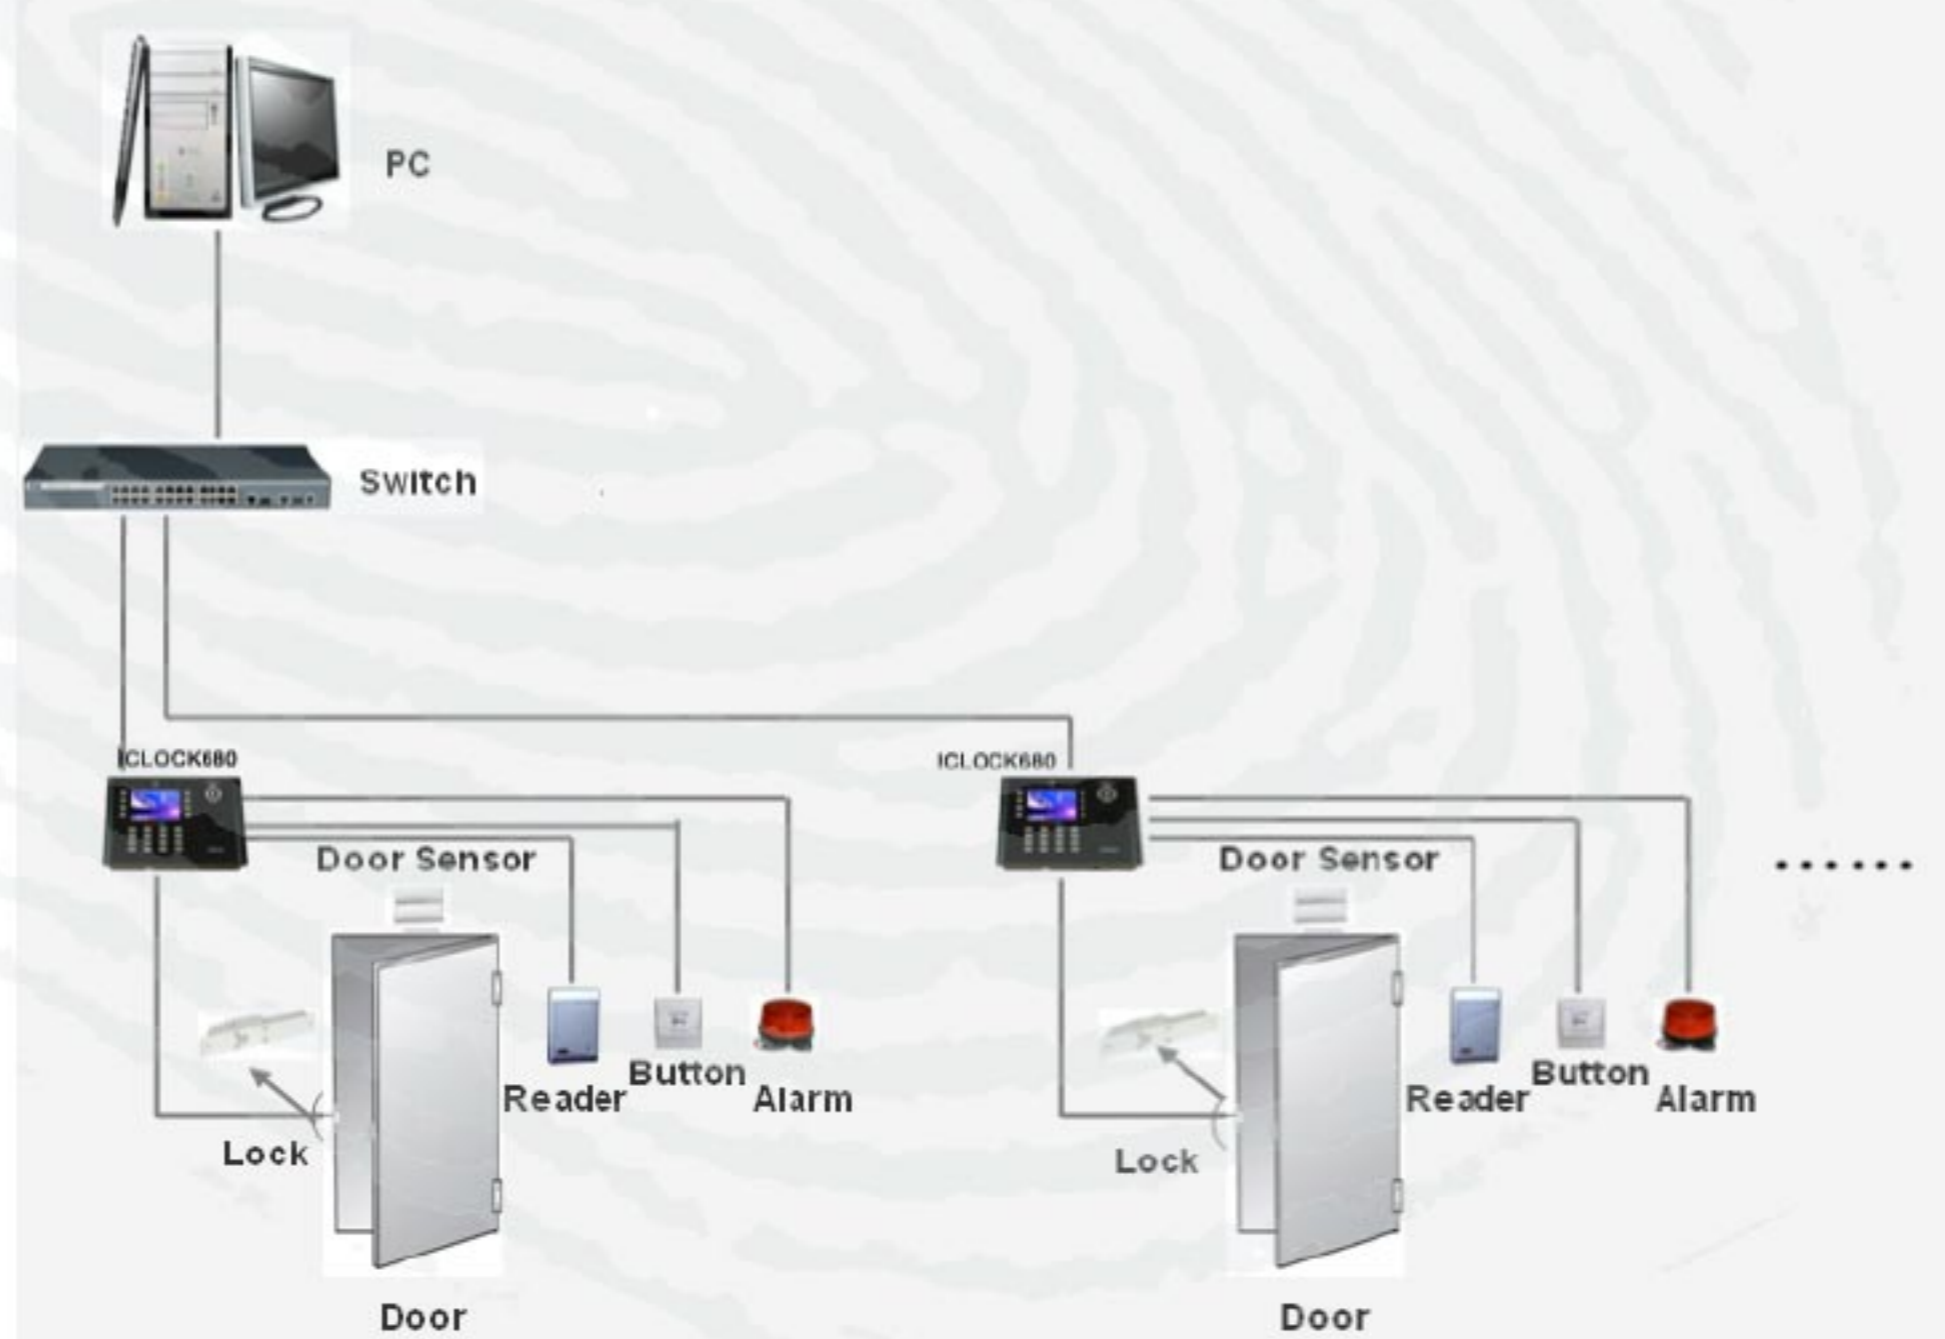 PC
Switch
ICLOCK680
ICLOCK680
Door Sensor
Door Sensor
......
Button
Button
Reader
Alarm
Reader
Alarm
Lock
Lock
Door
Door